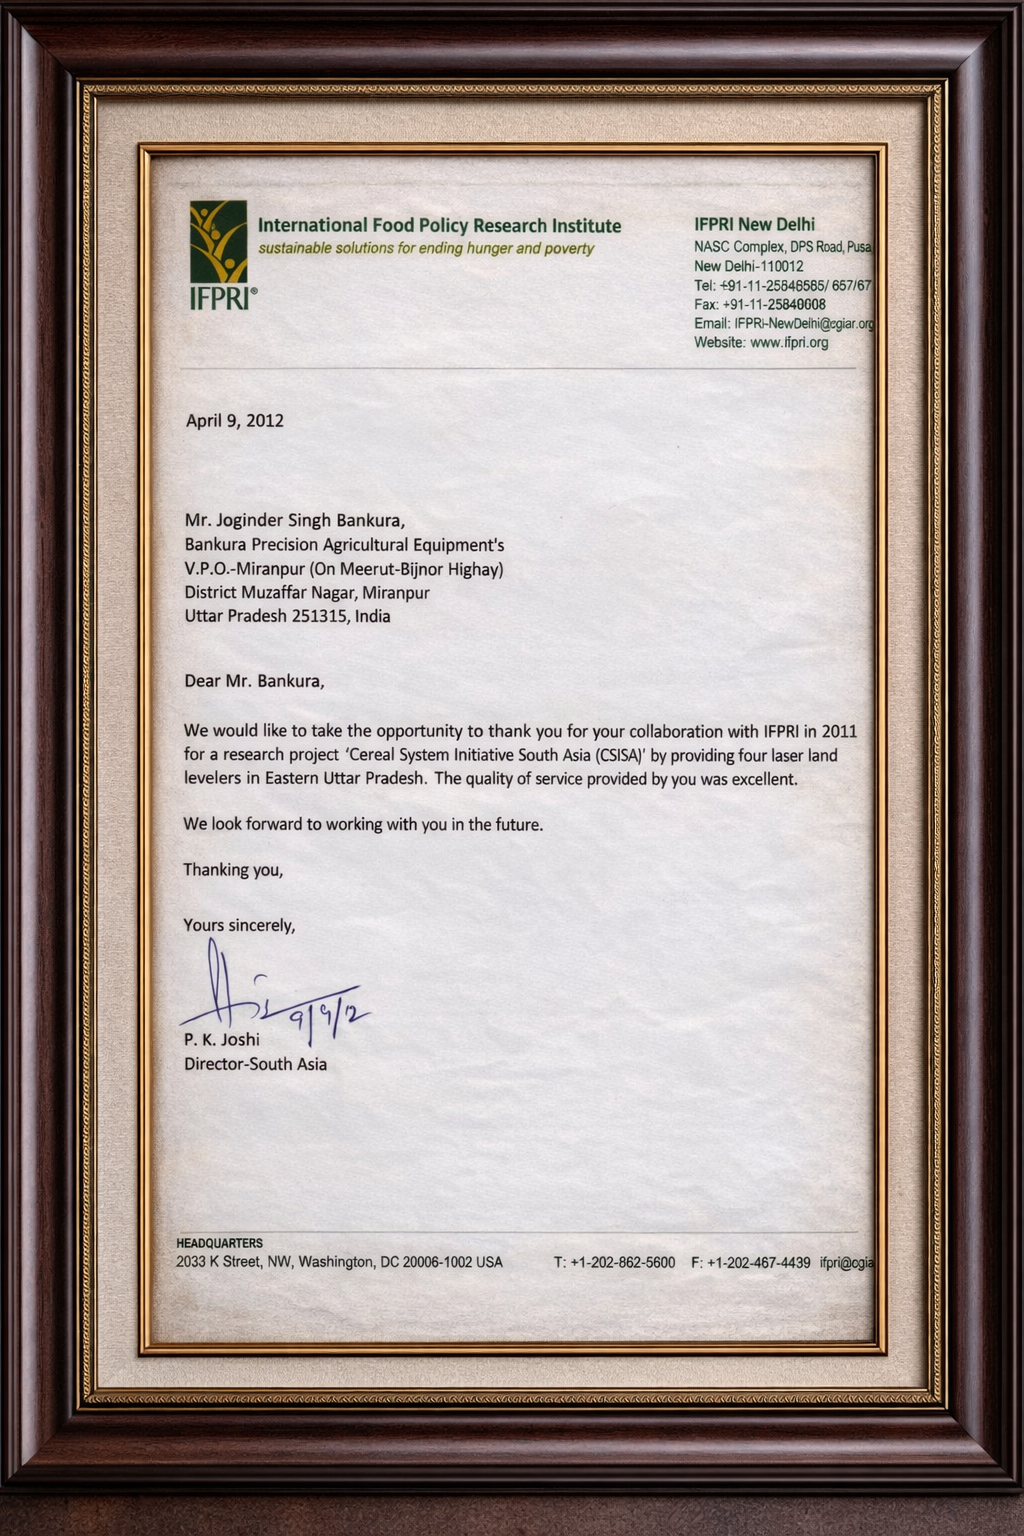 International Food Policy Research Institute
sustainable solutions for ending hunger and poverty
IFPRI®
IFPRI New Delhi
NASC Complex, DPS Road, Pusa
New Delhi-110012
Tel: +91-11-25846565/ 657/67
Fax: +91-11-25840008
Email: IFPRI-NewDelhi@cgiar.org
Website: www.ifpri.org
April 9, 2012
Mr. Joginder Singh Bankura,
Bankura Precision Agricultural Equipment's
V.P.O.-Miranpur (On Meerut-Bijnor Highay)
District Muzaffar Nagar, Miranpur
Uttar Pradesh 251315, India
Dear Mr. Bankura,
We would like to take the opportunity to thank you for your collaboration with IFPRI in 2011
for a research project ‘Cereal System Initiative South Asia (CSISA)’ by providing four laser land
levelers in Eastern Uttar Pradesh. The quality of service provided by you was excellent.
We look forward to working with you in the future.
Thanking you,
Yours sincerely,
9/4/12
P. K. Joshi
Director-South Asia
HEADQUARTERS
2033 K Street, NW, Washington, DC 20006-1002 USA T: +1-202-862-5600 F: +1-202-467-4439 ifpri@cgia